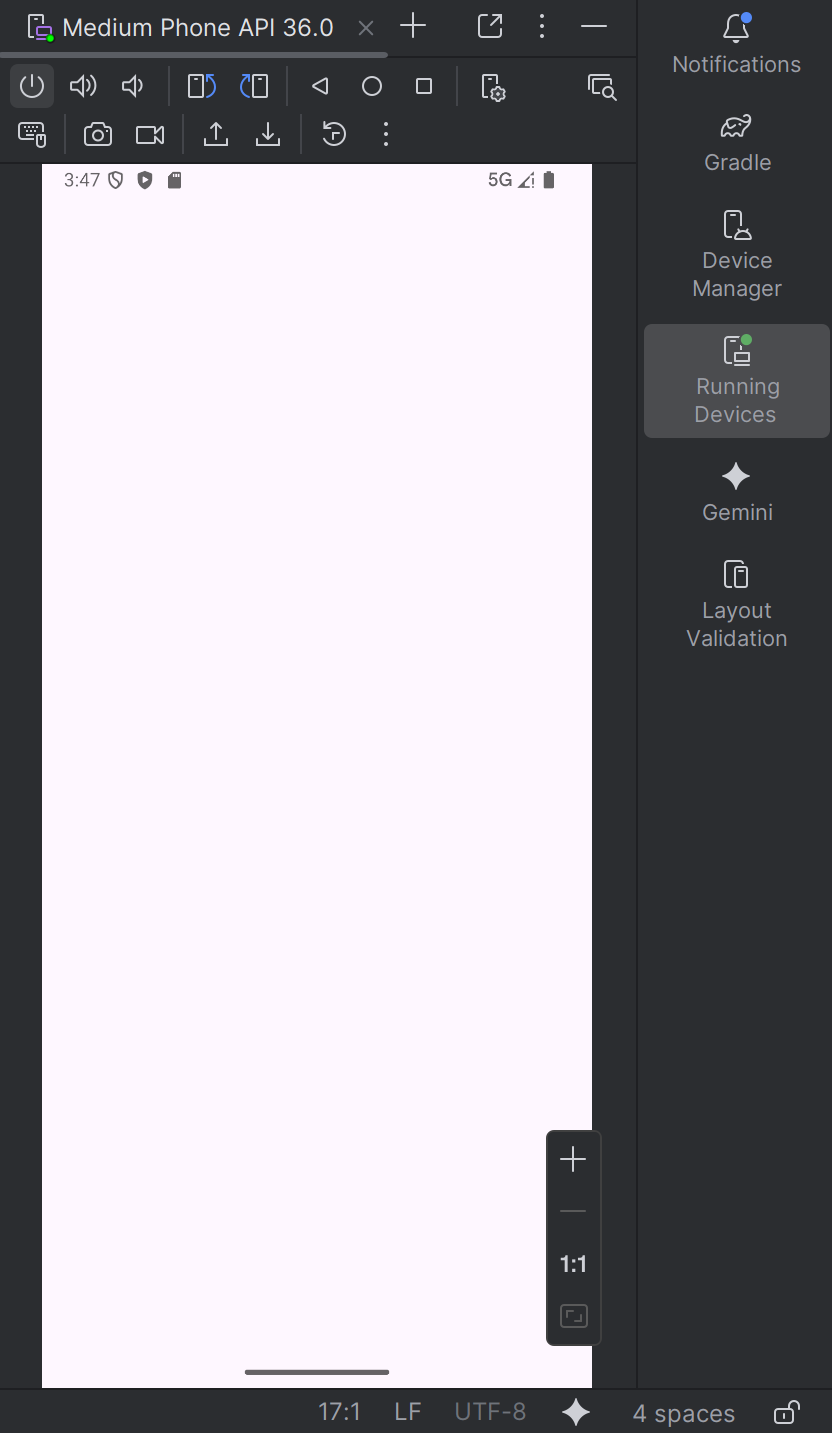 Medium Phone API 36.0
Notifications
Gradle
Device
Manager
Running
Devices
Gemini
Layout
Validation
3:47
5G
1:1
17:1 LF UTF-8 4 spaces